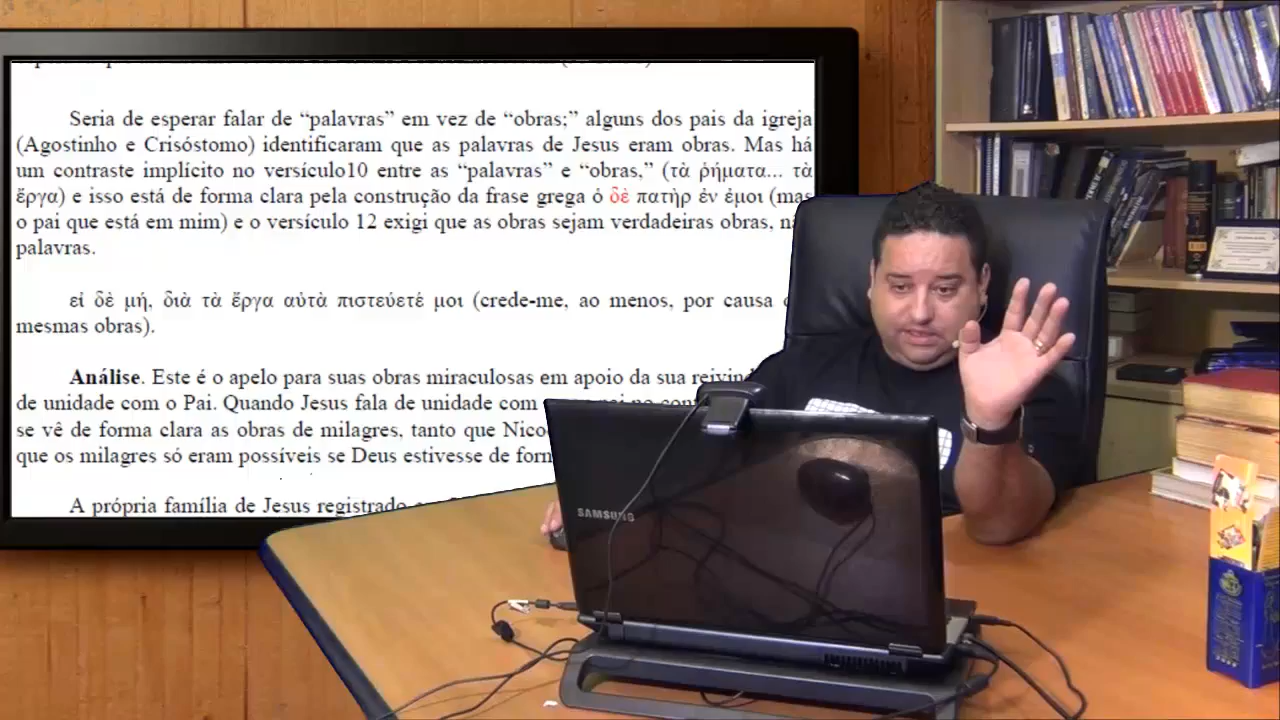 Seria de esperar falar de “palavras” em vez de “obras;” alguns dos pais da igreja
(Agostinho e Crisóstomo) identificaram que as palavras de Jesus eram obras. Mas há
um contraste implícito no versículo10 entre as “palavras” e “obras,” (τὰ ῥήματα... τὰ
ἔργα) e isso está de forma clara pela construção da frase grega ὁ δὲ πατὴρ ἐν ἐμοι (mas
o pai que está em mim) e o versículo 12 exigi que as obras sejam verdadeiras obras,
palavras.
εἰ δὲ μή, διὰ τὰ ἔργα αὐτὰ πιστεύετέ μοι (crede-me, ao menos, por causa
mesmas obras).
Análise. Este é o apelo para suas obras miraculosas em apoio da sua
de unidade com o Pai. Quando Jesus fala de unidade com
se vê de forma clara as obras de milagres, tanto que
que os milagres só eram possíveis se Deus estivesse de
A própria família de Jesus registrado
SAMSUNG